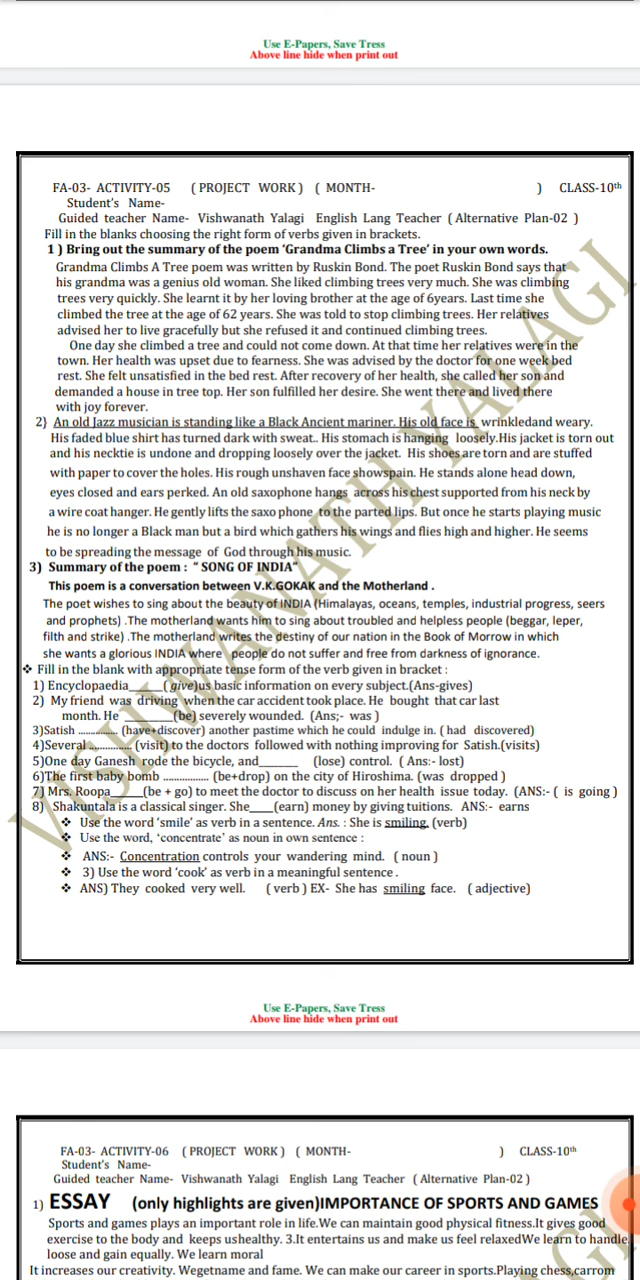 Use E-Papers, Save Tress
Above line hide when print out
FA-03- ACTIVITY-05 ( PROJECT WORK ) ( MONTH- ) CLASS-10th
Student's Name-
Guided teacher Name- Vishwanath Yalagi English Lang Teacher ( Alternative Plan-02 )
Fill in the blanks choosing the right form of verbs given in brackets.
1 ) Bring out the summary of the poem 'Grandma Climbs a Tree' in your own words.
Grandma Climbs A Tree poem was written by Ruskin Bond. The poet Ruskin Bond says that
his grandma was a genius old woman. She liked climbing trees very much. She was climbing
trees very quickly. She learnt it by her loving brother at the age of 6years. Last time she
climbed the tree at the age of 62 years. She was told to stop climbing trees. Her relatives
advised her to live gracefully but she refused it and continued climbing trees.
One day she climbed a tree and could not come down. At that time her relatives were in the
town. Her health was upset due to fearness. She was advised by the doctor for one week bed
rest. She felt unsatisfied in the bed rest. After recovery of her health, she called her son and
demanded a house in tree top. Her son fulfilled her desire. She went there and lived there
with joy forever.
2) An old Jazz musician is standing like a Black Ancient mariner. His old face is wrinkledand weary.
His faded blue shirt has turned dark with sweat.. His stomach is hanging loosely.His jacket is torn out
and his necktie is undone and dropping loosely over the jacket. His shoes are torn and are stuffed
with paper to cover the holes. His rough unshaven face showspain. He stands alone head down,
eyes closed and ears perked. An old saxophone hangs across his chest supported from his neck by
a wire coat hanger. He gently lifts the saxo phone to the parted lips. But once he starts playing music
he is no longer a Black man but a bird which gathers his wings and flies high and higher. He seems
to be spreading the message of God through his music.
3) Summary of the poem : " SONG OF INDIA"
This poem is a conversation between V.K.GOKAK and the Motherland .
The poet wishes to sing about the beauty of INDIA (Himalayas, oceans, temples, industrial progress, seers
and prophets) .The motherland wants him to sing about troubled and helpless people (beggar, leper,
filth and strike) .The motherland writes the destiny of our nation in the Book of Morrow in which
she wants a glorious INDIA where people do not suffer and free from darkness of ignorance.
❖ Fill in the blank with appropriate tense form of the verb given in bracket :
1) Encyclopaedia______(give)us basic information on every subject.(Ans-gives)
2) My friend was driving when the car accident took place. He bought that car last
month. He ________(be) severely wounded. (Ans;- was )
3)Satish .............. (have+discover) another pastime which he could indulge in. ( had discovered)
4)Several ............... (visit) to the doctors followed with nothing improving for Satish.(visits)
5)One day Ganesh rode the bicycle, and_______ (lose) control. ( Ans:- lost)
6)The first baby bomb ................ (be+drop) on the city of Hiroshima. (was dropped )
7) Mrs. Roopa______(be + go) to meet the doctor to discuss on her health issue today. (ANS:- ( is going )
8) Shakuntala is a classical singer. She____(earn) money by giving tuitions. ANS:- earns
❖ Use the word 'smile' as verb in a sentence. Ans. : She is smiling. (verb)
❖ Use the word, 'concentrate' as noun in own sentence :
❖ ANS:- Concentration controls your wandering mind. ( noun )
❖ 3) Use the word 'cook' as verb in a meaningful sentence .
❖ ANS) They cooked very well. ( verb ) EX- She has smiling face. ( adjective)
VISHWANATH YALAGI
Use E-Papers, Save Tress
Above line hide when print out
FA-03- ACTIVITY-06 ( PROJECT WORK ) ( MONTH- ) CLASS-10th
Student's Name-
Guided teacher Name- Vishwanath Yalagi English Lang Teacher ( Alternative Plan-02 )
1) ESSAY (only highlights are given)IMPORTANCE OF SPORTS AND GAMES
Sports and games plays an important role in life.We can maintain good physical fitness.It gives good
exercise to the body and keeps ushealthy. 3.It entertains us and make us feel relaxedWe learn to handle
loose and gain equally. We learn moral
It increases our creativity. Wegetname and fame. We can make our career in sports.Playing chess,carrom